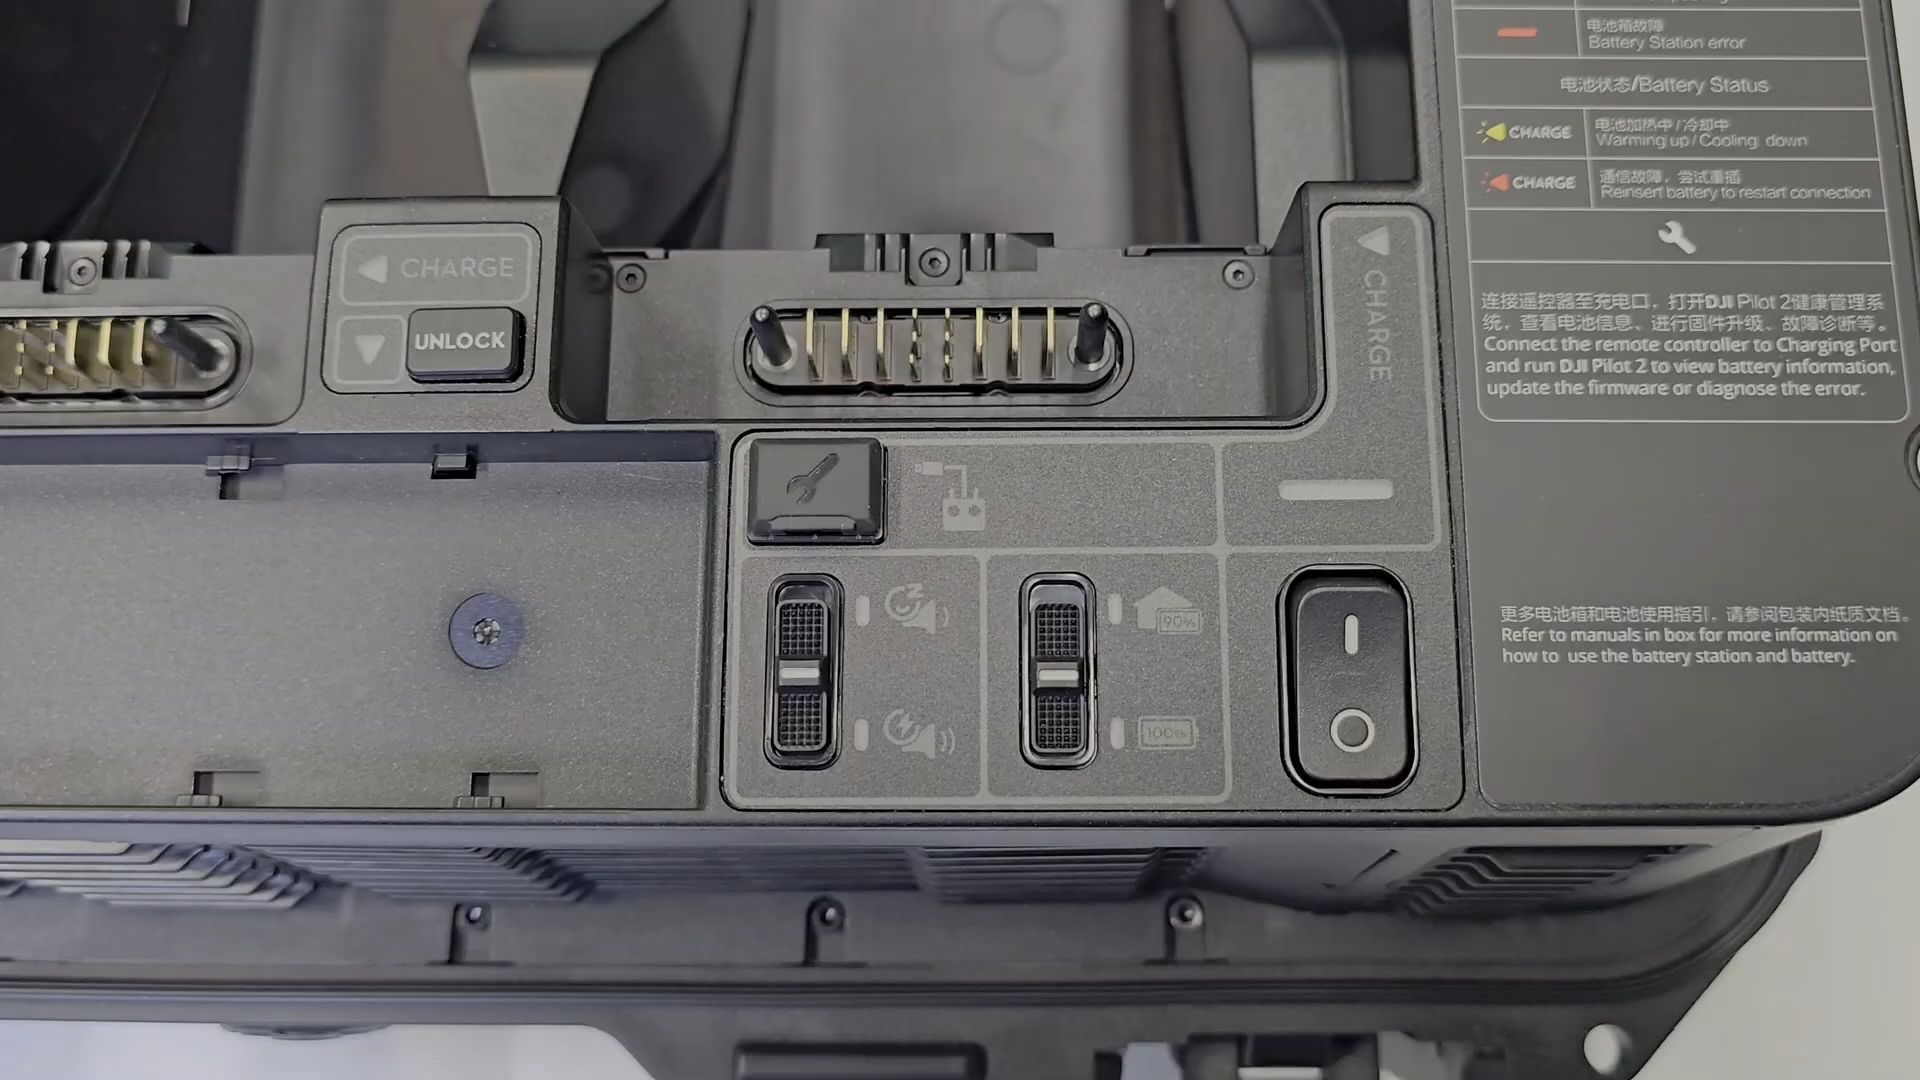 电池箱故障
Battery Station error
电池状态/Battery Status
CHARGE
电池加热中/冷却中
Warming up/Cooling down
CHARGE
通信故障，尝试重插
Reinsert battery to restart connection
连接遥控器至充电口，打开DJI Pilot 2健康管理系
统，查看电池信息、进行固件升级、故障诊断等。
Connect the remote controller to Charging Port
and run DJI Pilot 2 to view battery information,
update the firmware or diagnose the error.
更多电池箱和电池使用指引，请参阅包装内纸质文档。
Refer to manuals in box for more information on
how to use the battery station and battery.
CHARGE
UNLOCK
CHARGE
90%
100%